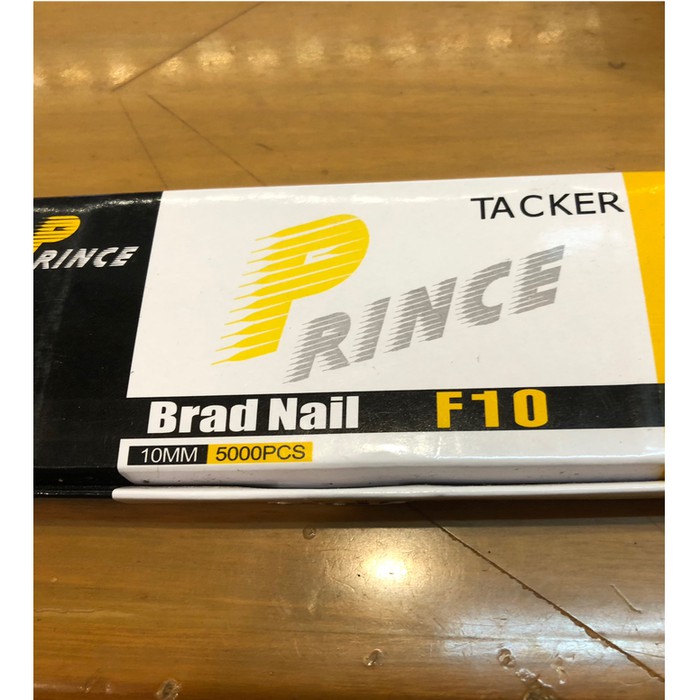 TACKER
PRINCE
PRINCE
Brad Nail F10
10MM 5000PCS